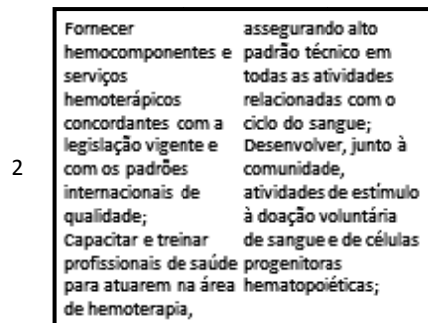 2
Fornecer
hemocomponentes e
serviços
hemoterápicos
concordantes com a
legislação vigente e
com os padrões
internacionais de
qualidade;
Capacitar e treinar
profissionais de saúde
para atuarem na área
de hemoterapia,
assegurando alto
padrão técnico em
todas as atividades
relacionadas com o
ciclo do sangue;
Desenvolver, junto à
comunidade,
atividades de estímulo
à doação voluntária
de sangue e de células
progenitoras
hematopoiéticas;